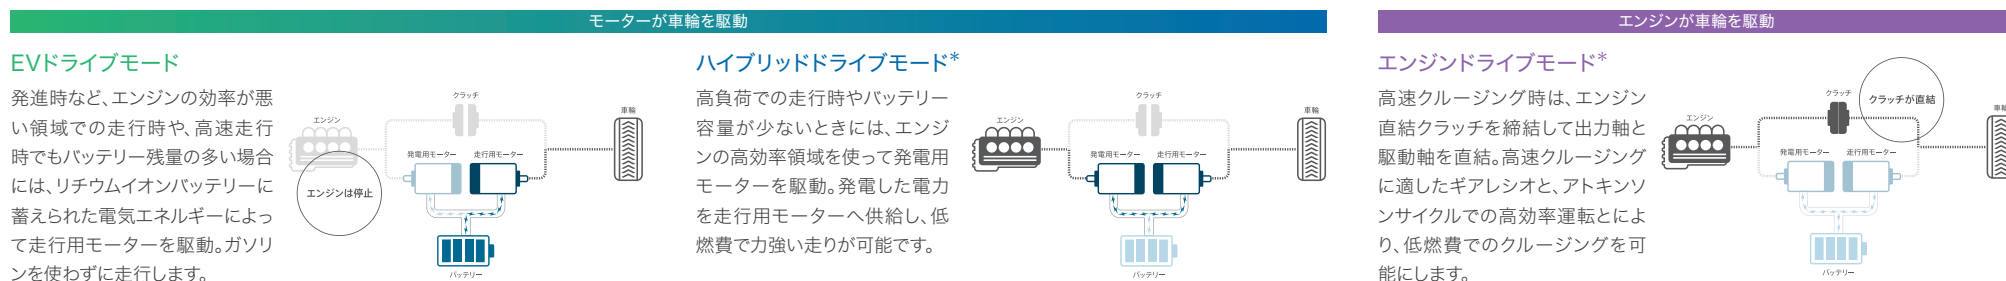 モーターが車輪を駆動
EVドライブモード
発進時など、エンジンの効率が悪
い領域での走行時や、高速走行
時でもバッテリー残量の多い場合
には、リチウムイオンバッテリーに
蓄えられた電気エネルギーによっ
て走行用モーターを駆動。ガソリ
ンを使わずに走行します。
クラッチ
車輪
エンジン
発電用モーター
走行用モーター
エンジンは停止
バッテリー
ハイブリッドドライブモード*
高負荷での走行時やバッテリー
容量が少ないときには、エンジ
ンの高効率領域を使って発電用
モーターを駆動。発電した電力
を走行用モーターへ供給し、低
燃費で力強い走りが可能です。
クラッチ
車輪
エンジン
発電用モーター
走行用モーター
バッテリー
エンジンが車輪を駆動
エンジンドライブモード*
高速クルージング時は、エンジン
直結クラッチを締結して出力軸と
駆動軸を直結。高速クルージング
に適したギアレシオと、アトキンソ
ンサイクルでの高効率運転とによ
り、低燃費でのクルージングを可
能にします。
クラッチ
クラッチが直結
車輪
エンジン
発電用モーター
走行用モーター
バッテリー